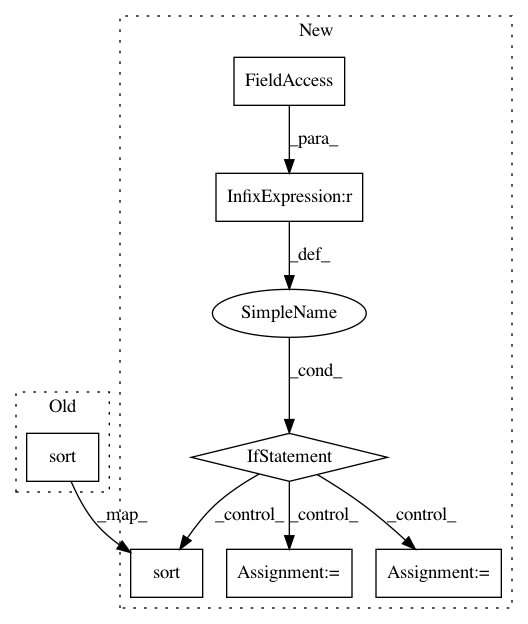 New
FieldAccess
_para_
InfixExpression:r
_def_
SimpleName
_cond_
Old
IfStatement
sort
_map_
_control_
_control_
_control_
sort
Assignment:=
Assignment:=